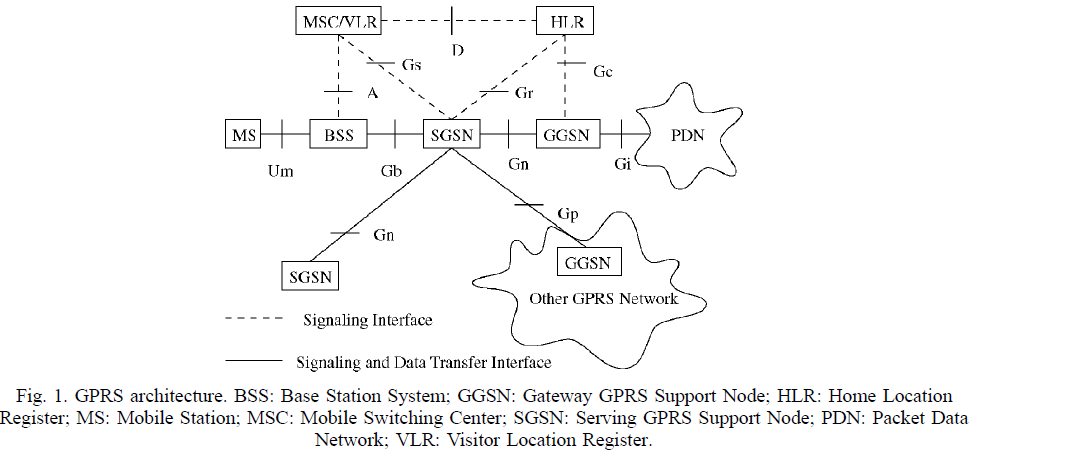 MSC/VLR
HLR
D
Gs
Gc
A
Gr
MS
BSS
SGSN
GGSN
PDN
Um
Gb
Gn
Gi
Gn
Gp
SGSN
GGSN
Other GPRS Network
Signaling Interface
Signaling and Data Transfer Interface
Fig. 1. GPRS architecture. BSS: Base Station System; GGSN: Gateway GPRS Support Node; HLR: Home Location
Register; MS: Mobile Station; MSC: Mobile Switching Center; SGSN: Serving GPRS Support Node; PDN: Packet Data
Network; VLR: Visitor Location Register.